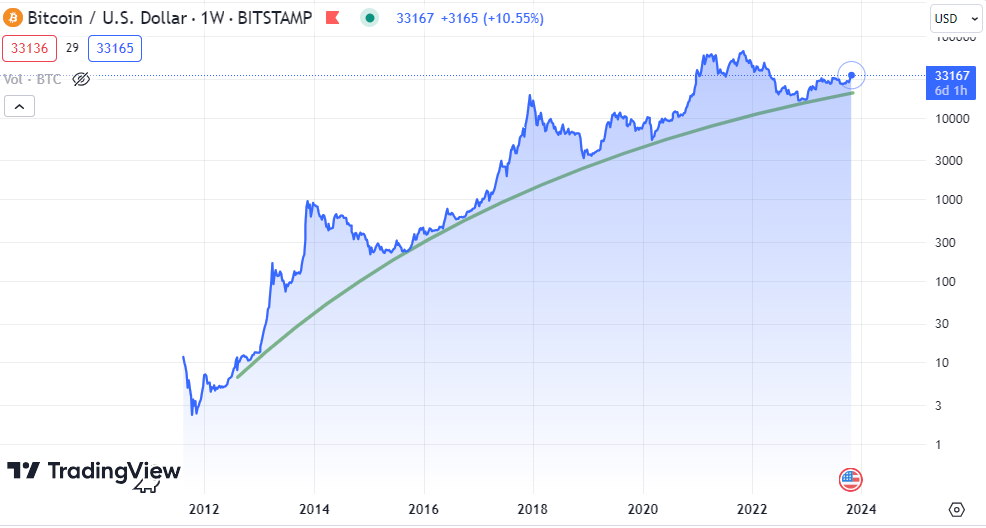 Bitcoin / U.S. Dollar · 1W · BITSTAMP 33167 +3165 (+10.55%)
USD
33136 29 33165
Vol · BTC
100000
33167
6d 1h
10000
3000
1000
300
100
30
10
3
1
TradingView
2012 2014 2016 2018 2020 2022 2024